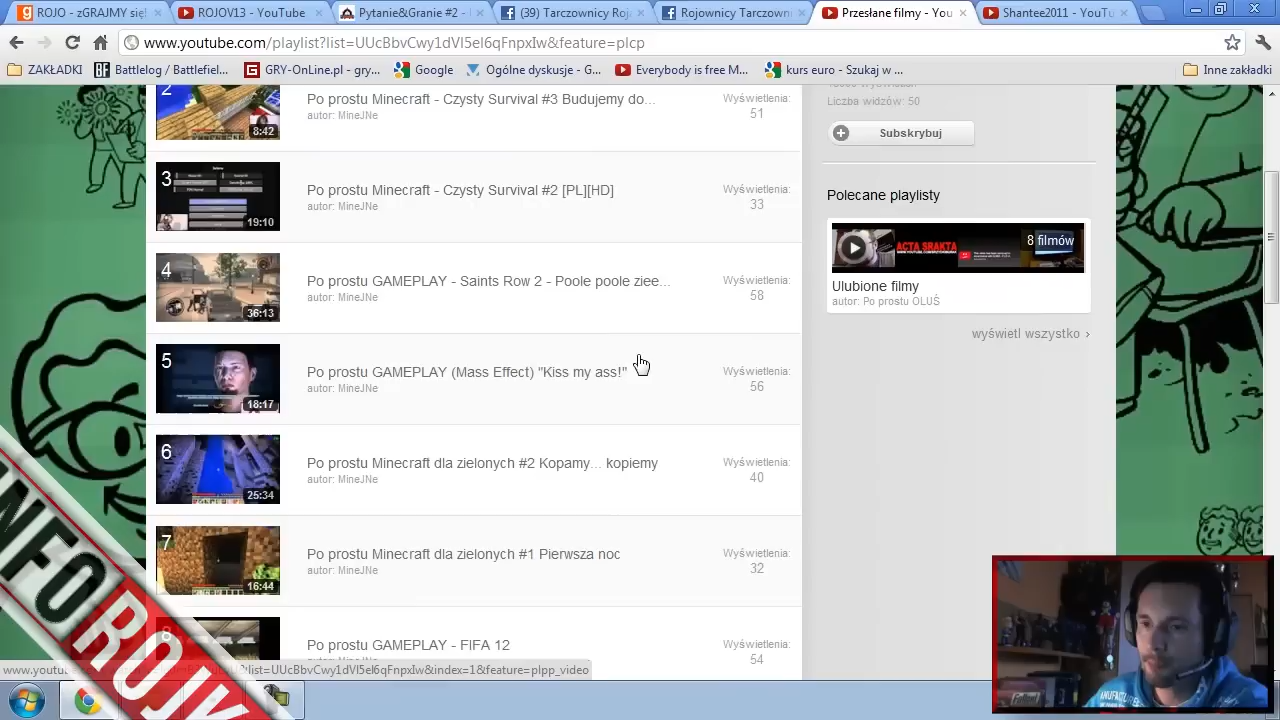 ROJO - zGRAJMY się
ROJOV13 - YouTube
Pytanie&Granie #2 -
(39) Tarczownicy Roj
Rojownicy Tarczown
Przesłane filmy - You
Shantee2011 - YouTu
www.youtube.com/playlist?list=UUcBbvCwy1dVI5el6qFnpxIw&feature=plcp
ZAKŁADKI
Battlelog / Battlefiel...
GRY-OnLine.pl - gry...
Google
Ogólne dyskusje - G...
Everybody is free M...
kurs euro - Szukaj w ...
Inne zakładki
2
8:42
Po prostu Minecraft - Czysty Survival #3 Budujemy do...
autor: MineJNe
Wyświetlenia:
51
3
19:10
Po prostu Minecraft - Czysty Survival #2 [PL][HD]
autor: MineJNe
Wyświetlenia:
33
4
36:13
Po prostu GAMEPLAY - Saints Row 2 - Poole poole ziee...
autor: MineJNe
Wyświetlenia:
58
5
18:17
Po prostu GAMEPLAY (Mass Effect) "Kiss my ass!"
autor: MineJNe
Wyświetlenia:
56
6
25:34
Po prostu Minecraft dla zielonych #2 Kopamy... kopiemy
autor: MineJNe
Wyświetlenia:
40
7
16:44
Po prostu Minecraft dla zielonych #1 Pierwsza noc
autor: MineJNe
Wyświetlenia:
32
8
Po prostu GAMEPLAY - FIFA 12
Wyświetlenia:
54
Liczba widzów: 50
Subskrybuj
Polecane playlisty
ACTA SRAKTA
8 filmów
Ulubione filmy
autor: Po prostu OLUŚ
wyświetl wszystko ›
list=UUcBbvCwy1dVI5el6qFnpxIw&index=1&feature=plpp_video
INFO ROJV